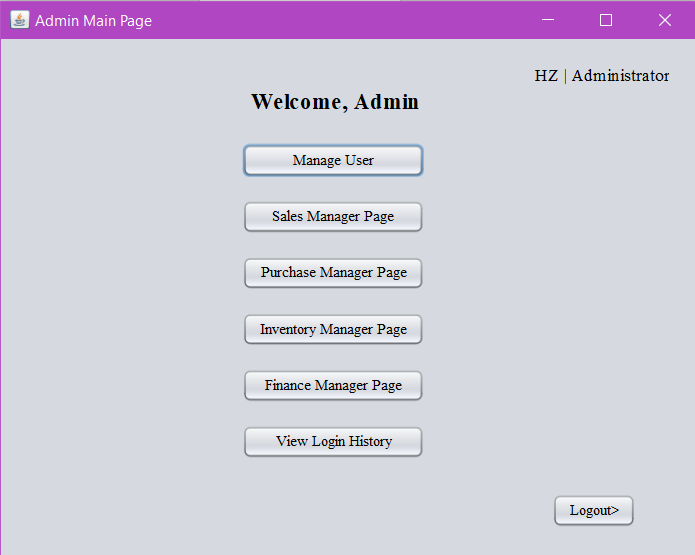 Admin Main Page
HZ | Administrator
Welcome, Admin
Manage User
Sales Manager Page
Purchase Manager Page
Inventory Manager Page
Finance Manager Page
View Login History
Logout>